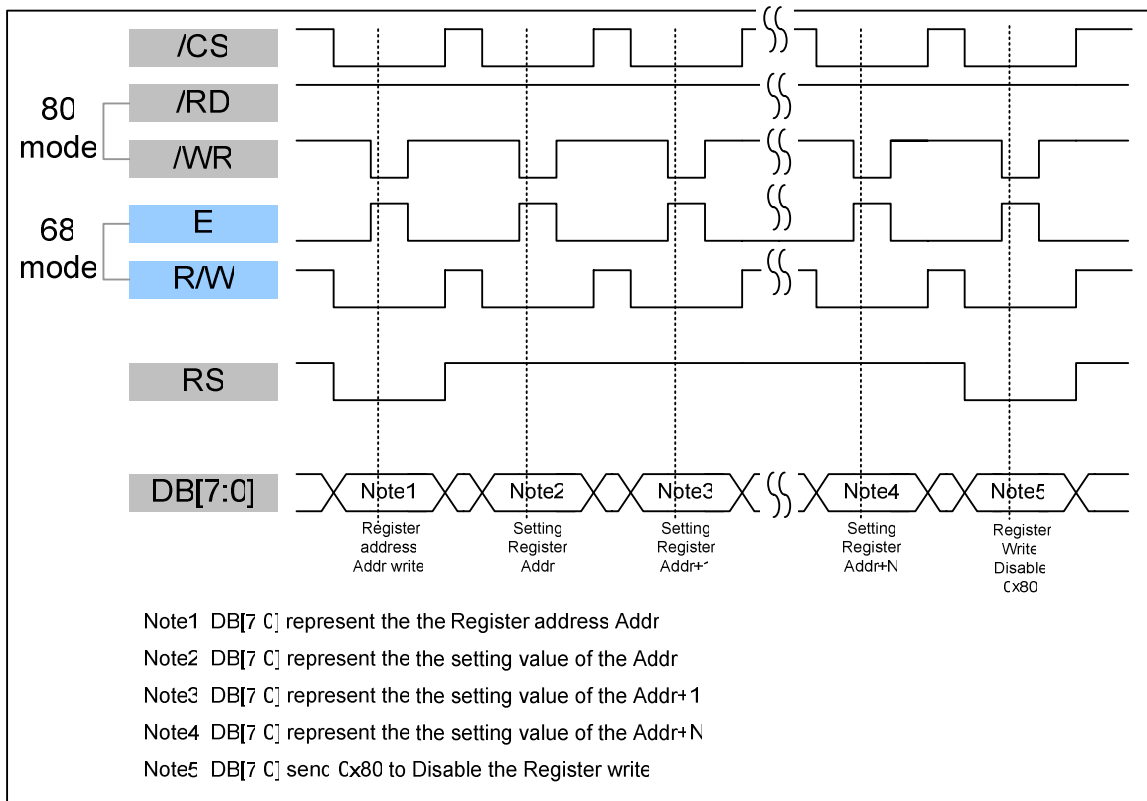 /CS
80
mode
/RD
/WR
68
mode
E
R/W
RS
DB[7:0]
Note1
Note2
Note3
Note4
Note5
Register
address
Addr write
Setting
Register
Addr
Setting
Register
Addr+1
Setting
Register
Addr+N
Register
Write
Disable
0x80
Note1 DB[7 0] represent the the Register address Addr
Note2 DB[7 0] represent the the setting value of the Addr
Note3 DB[7 0] represent the the setting value of the Addr+1
Note4 DB[7 0] represent the the setting value of the Addr+N
Note5 DB[7 0] send 0x80 to Disable the Register write